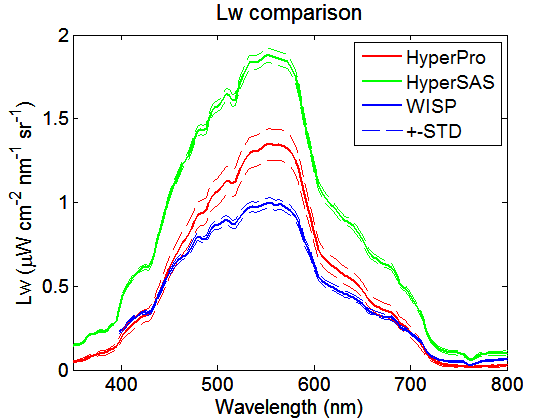 Lw comparison
HyperPro
HyperSAS
WISP
+-STD
Lw (μW cm-2 nm-1 sr-1)
2
1.5
1
0.5
0
400
500
600
700
800
Wavelength (nm)